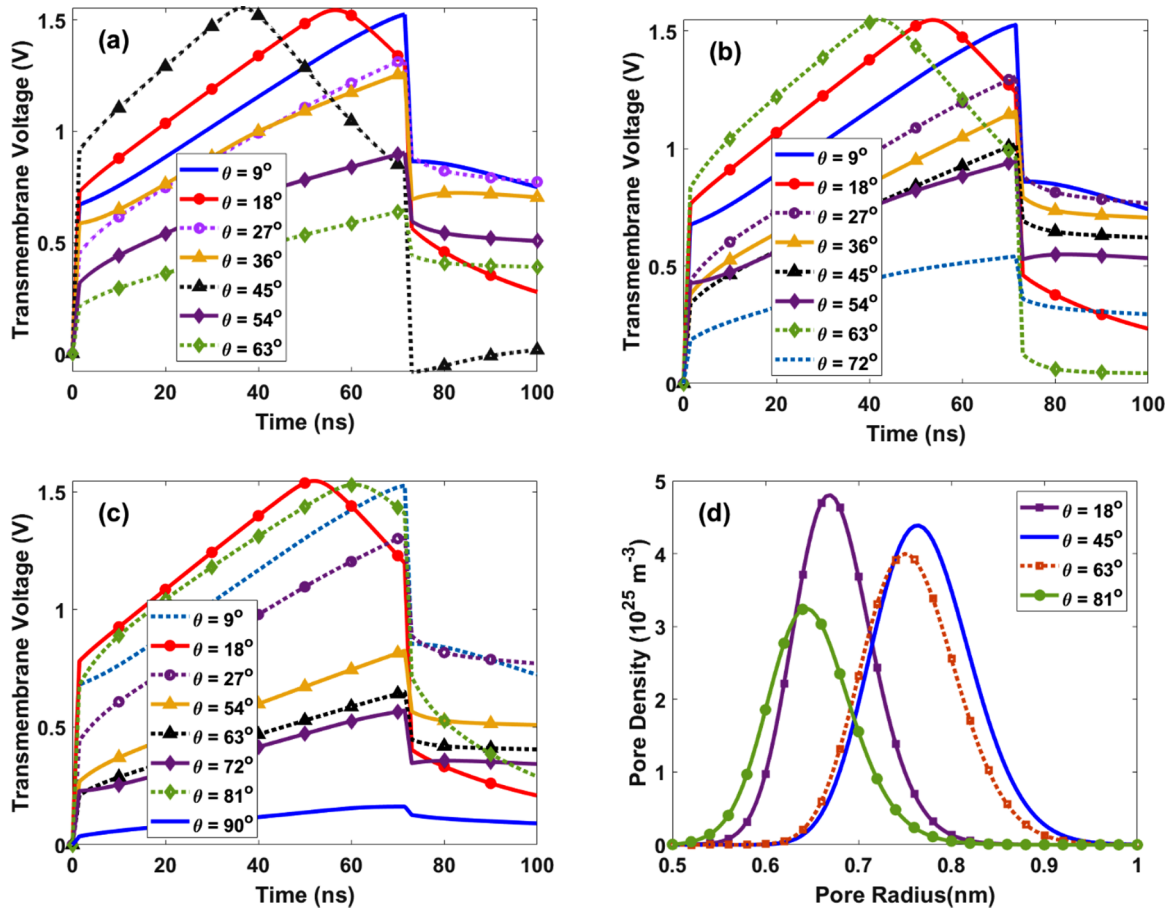 (a)
Transmembrane Voltage (V)
1.5
1
0.5
0
θ = 9°
θ = 18°
θ = 27°
θ = 36°
θ = 45°
θ = 54°
θ = 63°
0 20 40 60 80 100
Time (ns)
(b)
Transmembrane Voltage (V)
1.5
1
0.5
0
θ = 9°
θ = 18°
θ = 27°
θ = 36°
θ = 45°
θ = 54°
θ = 63°
θ = 72°
0 20 40 60 80 100
Time (ns)
(c)
Transmembrane Voltage (V)
1.5
1
0.5
0
θ = 9°
θ = 18°
θ = 27°
θ = 54°
θ = 63°
θ = 72°
θ = 81°
θ = 90°
0 20 40 60 80 100
Time (ns)
(d)
Pore Density (10²⁵ m⁻³)
5
4
3
2
1
0
θ = 18°
θ = 45°
θ = 63°
θ = 81°
0.5 0.6 0.7 0.8 0.9 1
Pore Radius(nm)